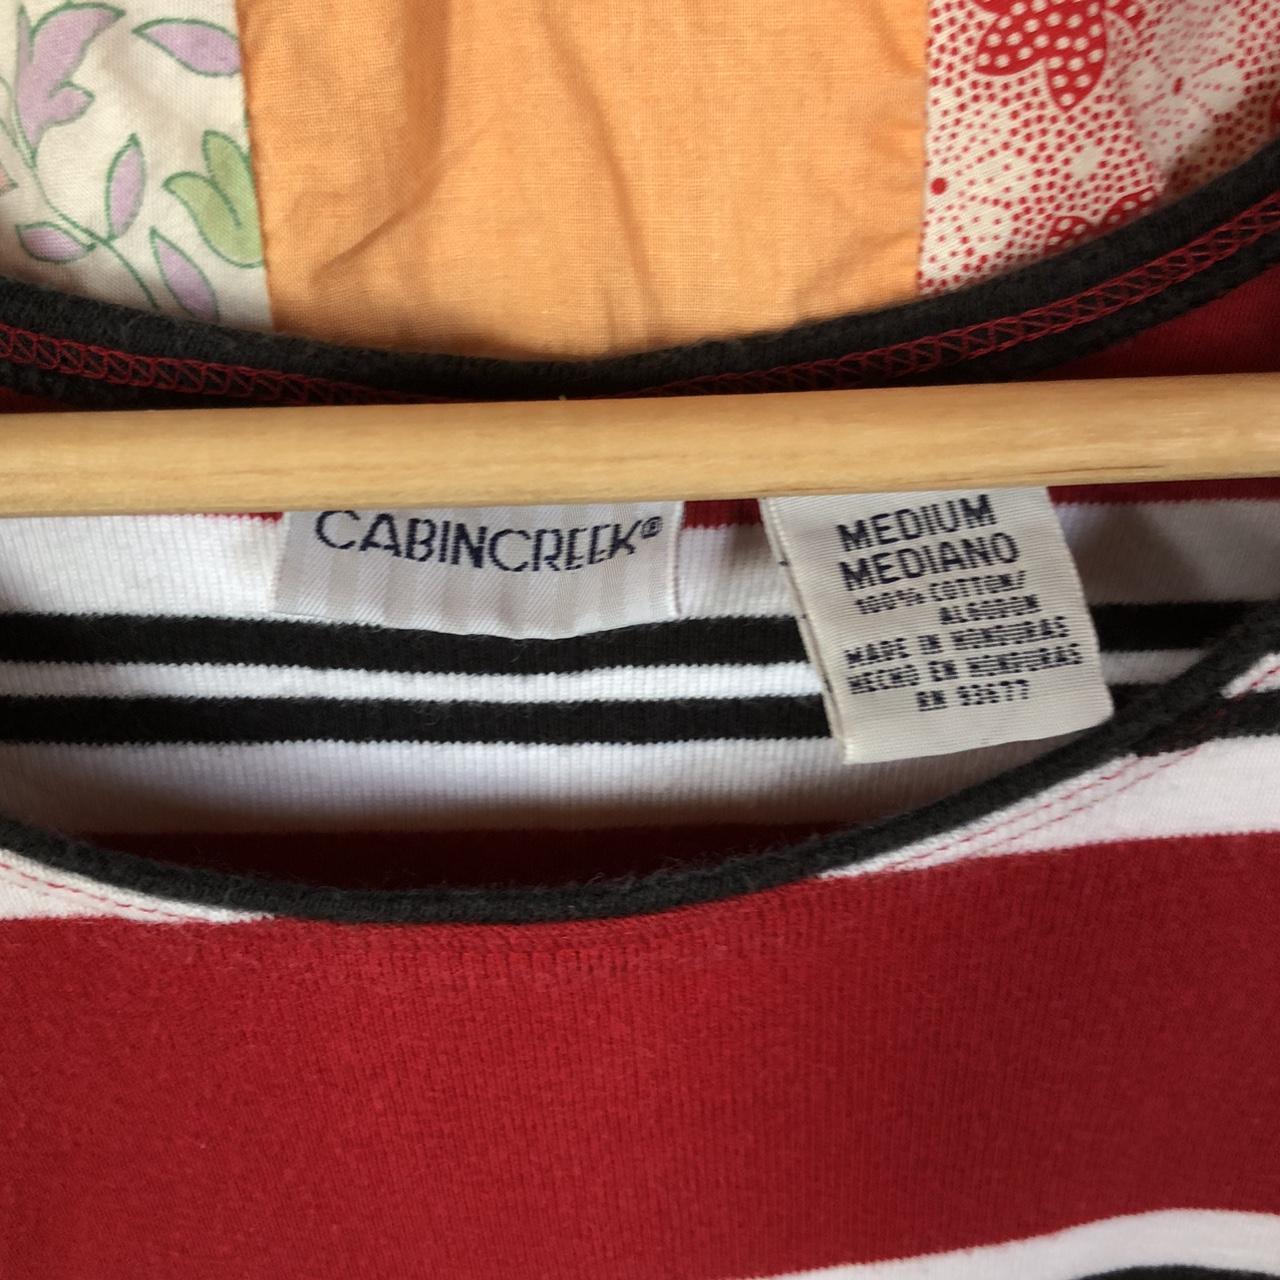 CABINCREEK®
MEDIUM
MEDIANO
100% COTTON/
ALGODON
MADE IN HONDURAS
HECHO EN HONDURAS
RN 93677